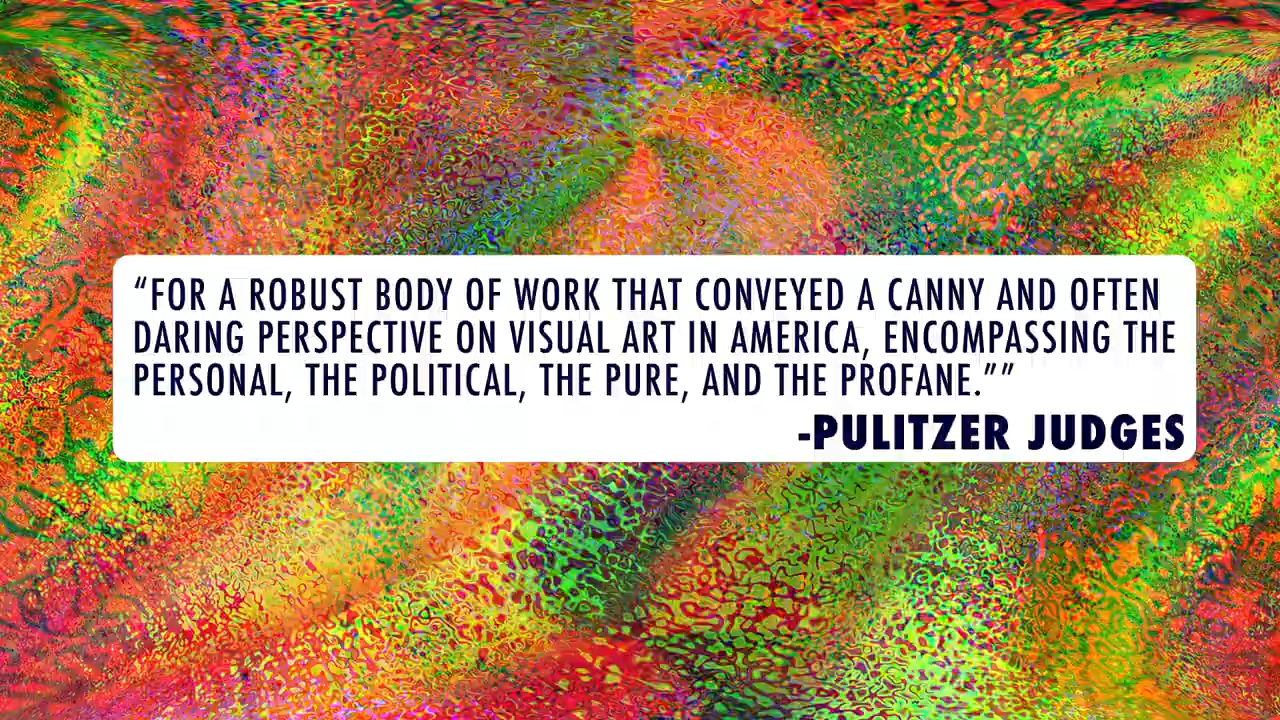 “FOR A ROBUST BODY OF WORK THAT CONVEYED A CANNY AND OFTEN
DARING PERSPECTIVE ON VISUAL ART IN AMERICA, ENCOMPASSING THE
PERSONAL, THE POLITICAL, THE PURE, AND THE PROFANE.””
-PULITZER JUDGES